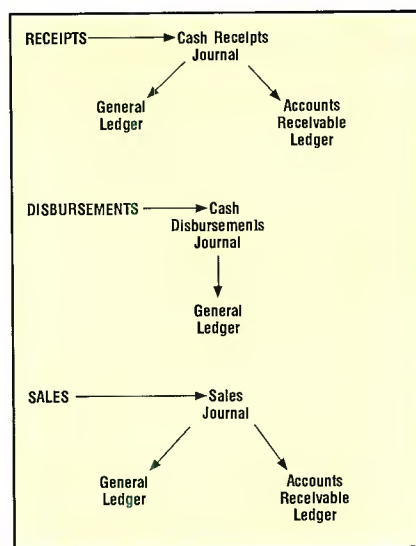 RECEIPTS Cash Receipts
Journal
General
Ledger
Accounts
Receivable
Ledger
DISBURSEMENTS Cash
Disbursements
Journal
General
Ledger
SALES Sales
Journal
General
Ledger
Accounts
Receivable
Ledger